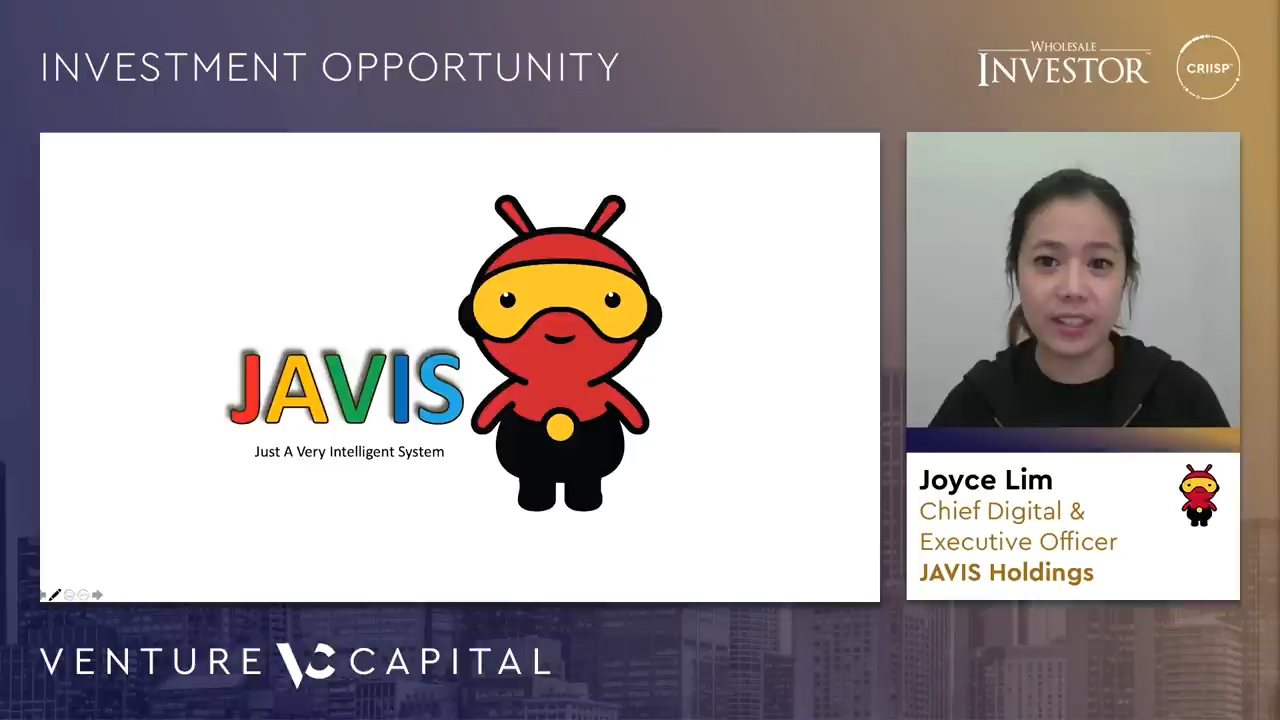 INVESTMENT OPPORTUNITY
WHOLESALE
INVESTOR
CRIISP
JAVIS
Just A Very Intelligent System
Joyce Lim
Chief Digital &
Executive Officer
JAVIS Holdings
VENTURE VC CAPITAL